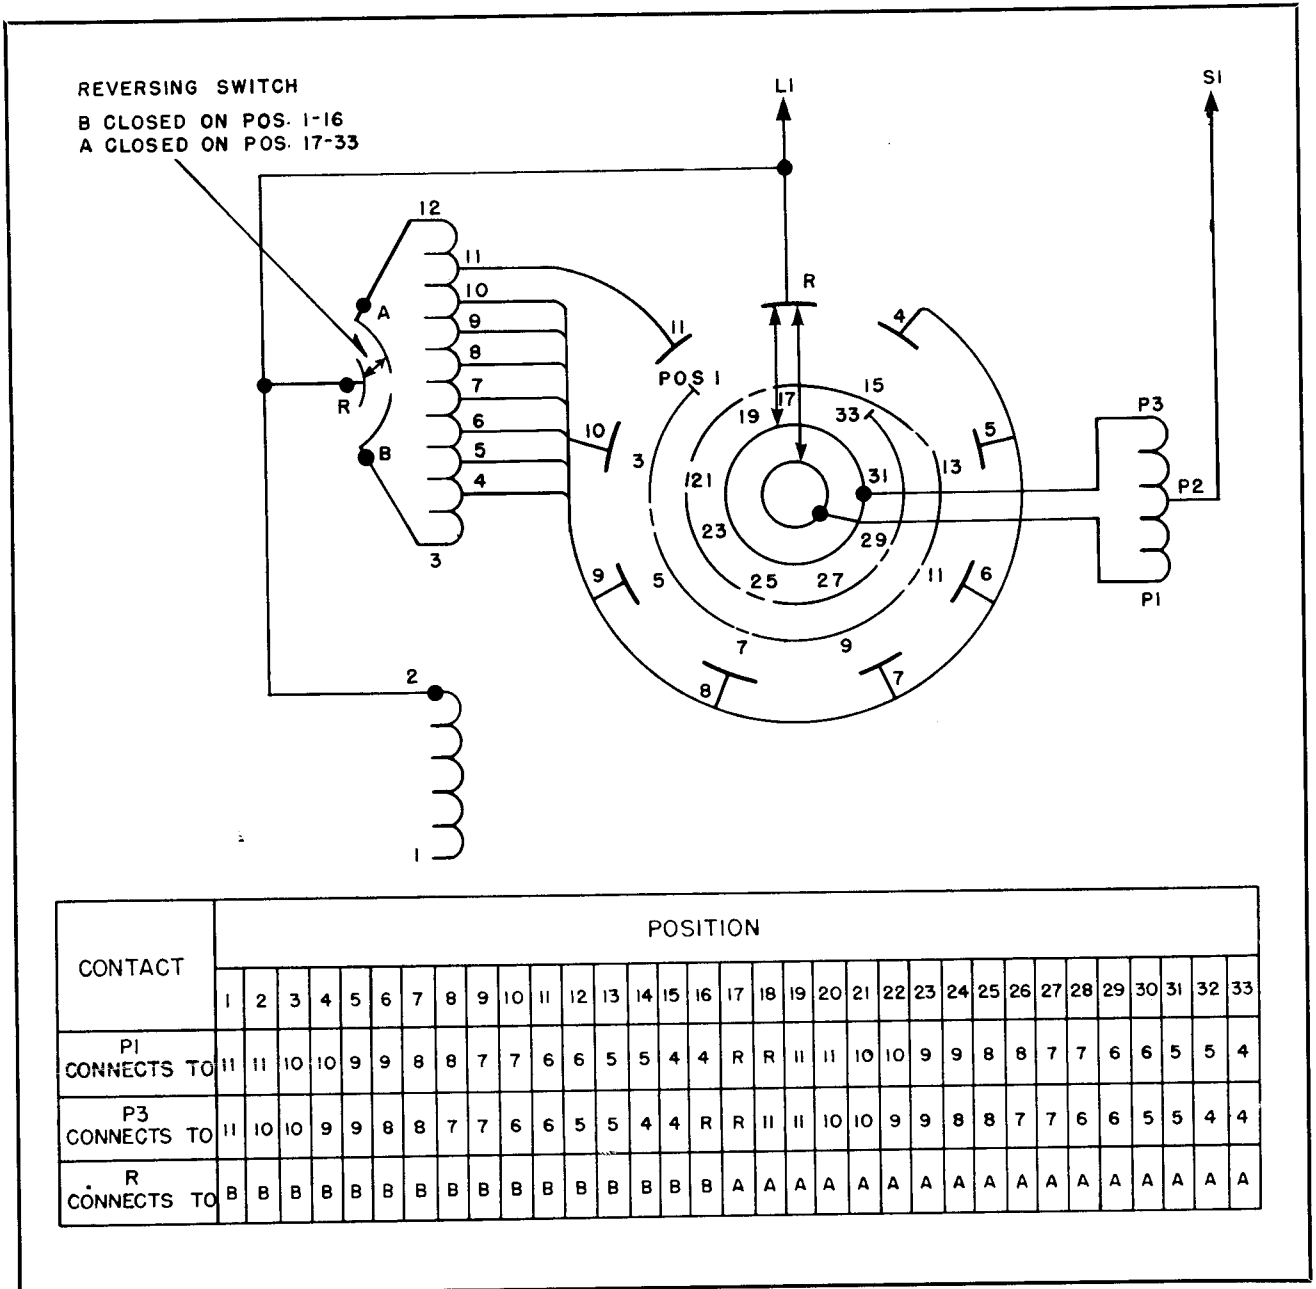 REVERSING SWITCH
B CLOSED ON POS. 1-16
A CLOSED ON POS. 17-33
L1
S1
12
11
10
9
8
7
6
5
4
3
A
R
B
2
1
R
11
POS 1
10
9
8
7
6
5
4
3
5
7
9
11
13
15
17
19
21
23
25
27
29
31
33
P3
P2
P1
CONTACT POSITION
1 2 3 4 5 6 7 8 9 10 11 12 13 14 15 16 17 18 19 20 21 22 23 24 25 26 27 28 29 30 31 32 33
P1
CONNECTS TO 11 11 10 10 9 9 8 8 7 7 6 6 5 5 4 4 R R 11 11 10 10 9 9 8 8 7 7 6 6 5 5 4
P3
CONNECTS TO 11 10 10 9 9 8 8 7 7 6 6 5 5 4 4 R R 11 11 10 10 9 9 8 8 7 7 6 6 5 5 4 4
R
CONNECTS TO B B B B B B B B B B B B B B B B A A A A A A A A A A A A A A A A A